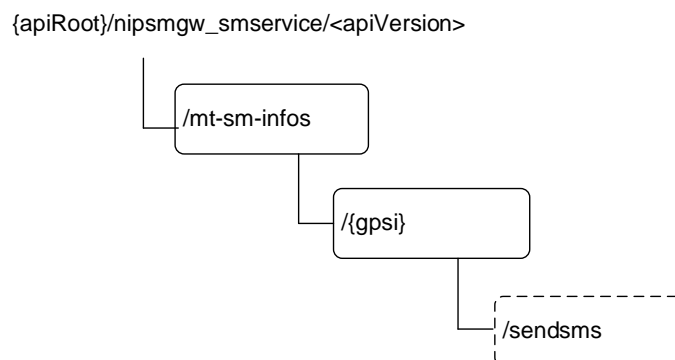 {apiRoot}/nipsmgw_smservice/<apiVersion>
/mt-sm-infos
/{gpsi}
/sendsms